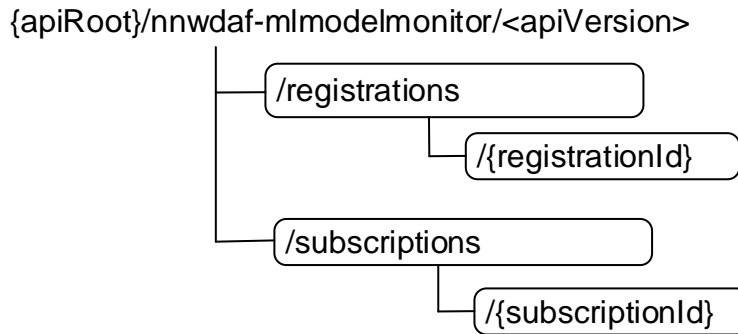 {apiRoot}/nnwdaf-mlmodelmonitor/<apiVersion>
/registrations
/{registrationId}
/subscriptions
/{subscriptionId}